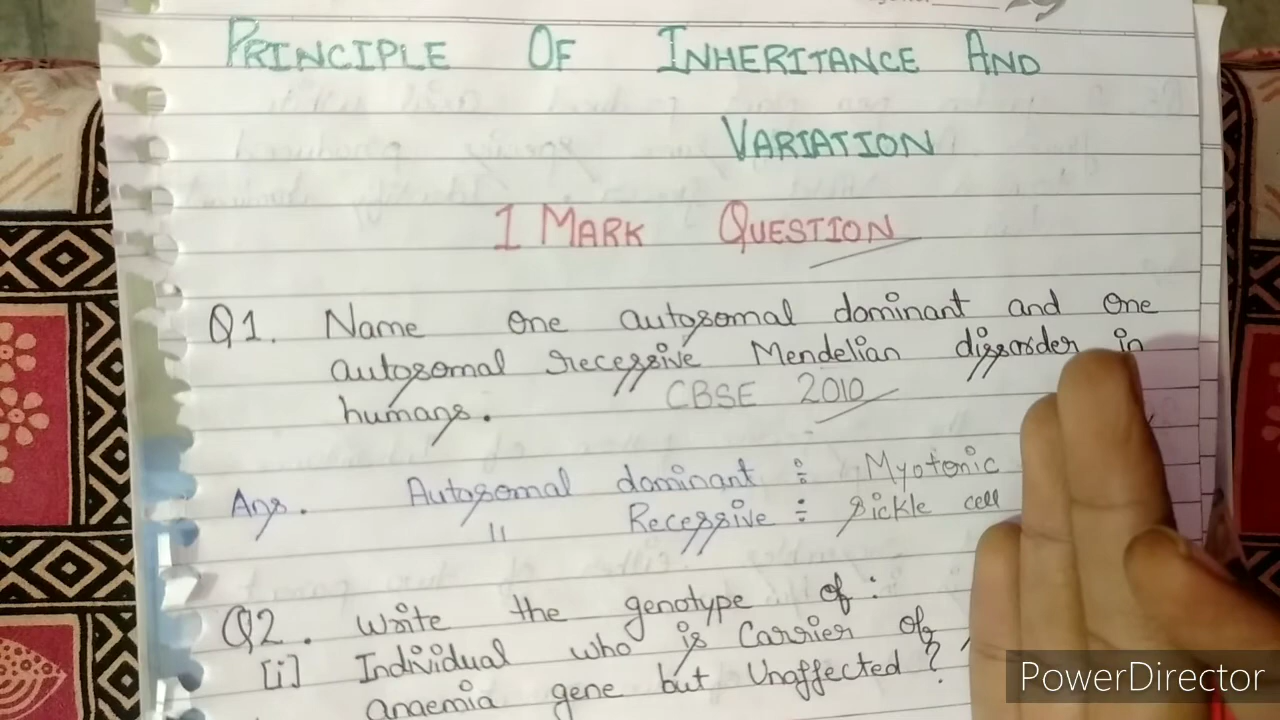 PRINCIPLE OF INHERITANCE AND
VARIATION
1 MARK QUESTION
Q1. Name one autosomal dominant and one
autosomal recessive Mendelian disorder in
humans. CBSE 2010
Ans. Autosomal dominant : Myotonic
" Recessive : sickle cell
Q2. Write the genotype of :
[i] Individual who is Carrier of
anaemia gene but Unaffected ?
PowerDirector